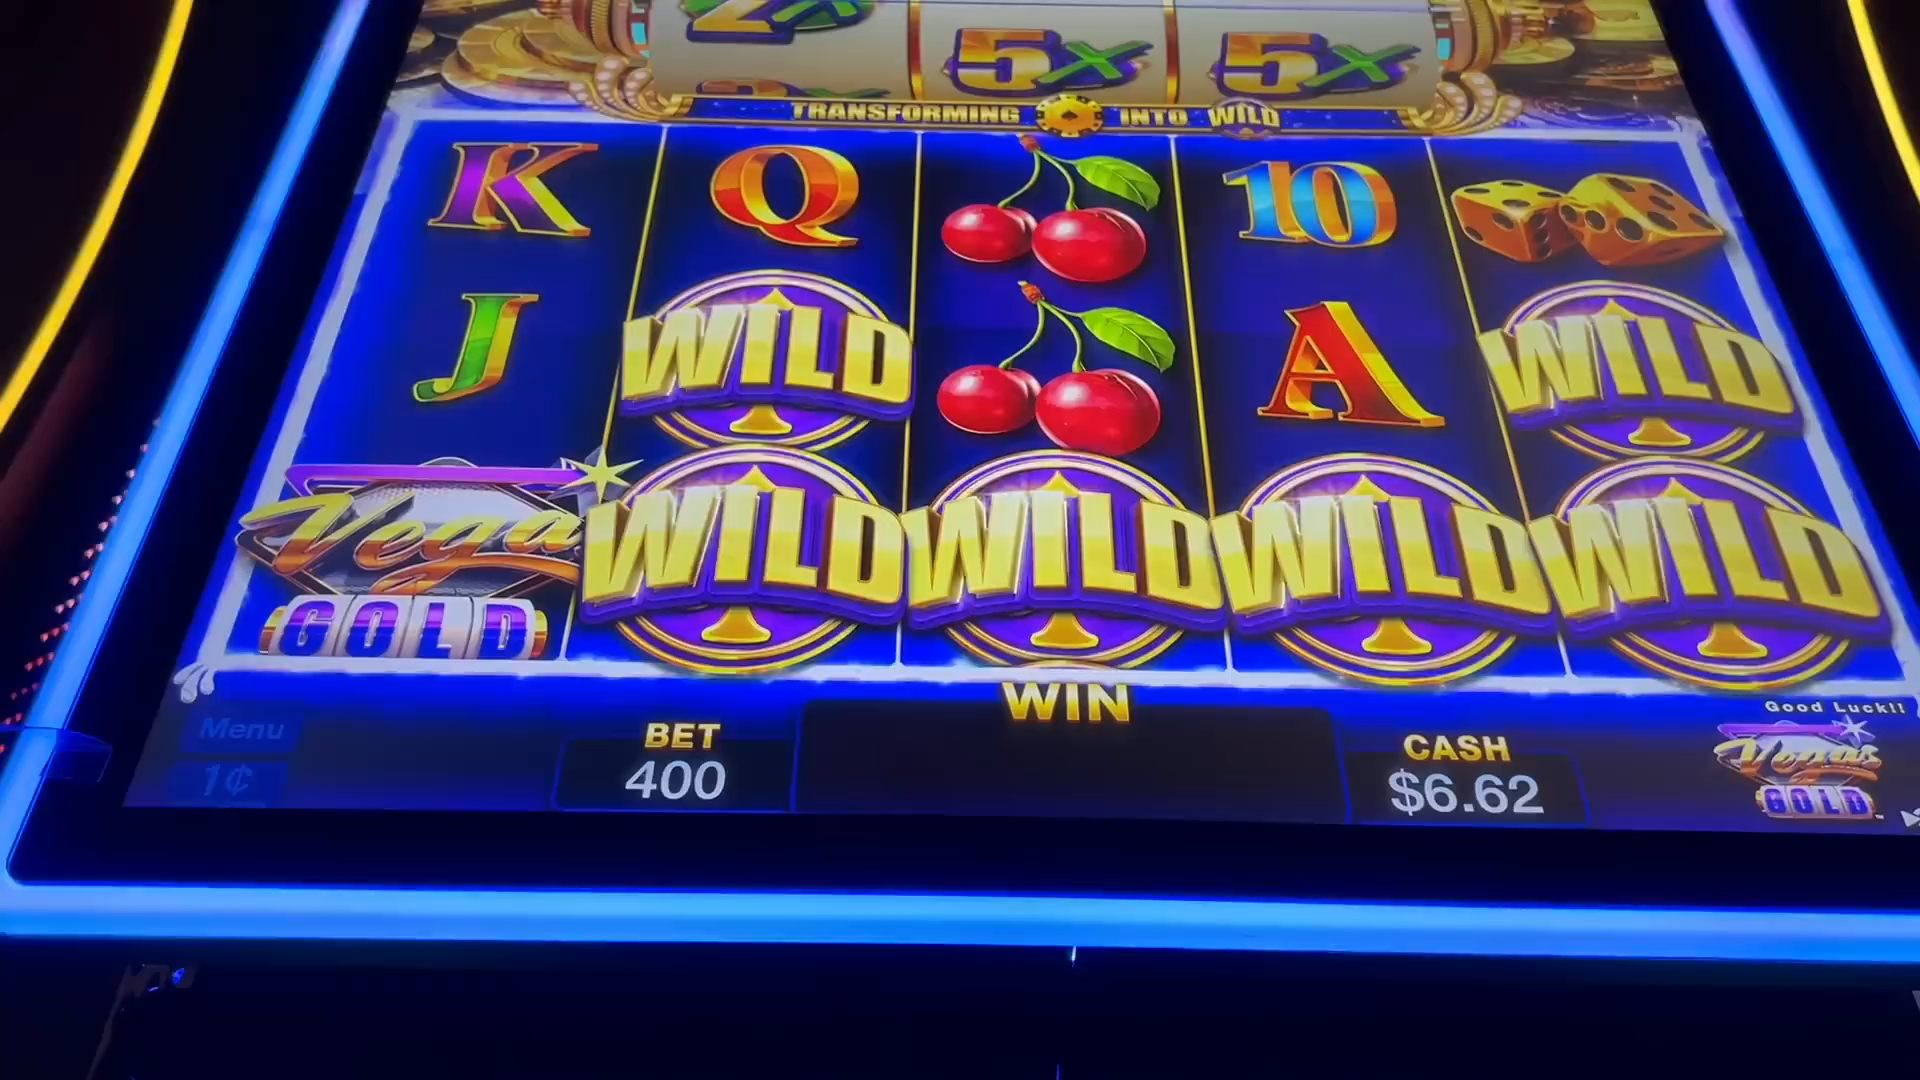 2X 5X 5X
TRANSFORMING INTO WILD
K Q 10
J WILD A WILD
Vegas WILD WILD WILD WILD
GOLD
WIN
Good Luck!!
Menu BET CASH Vegas
1¢ 400 $6.62 GOLD